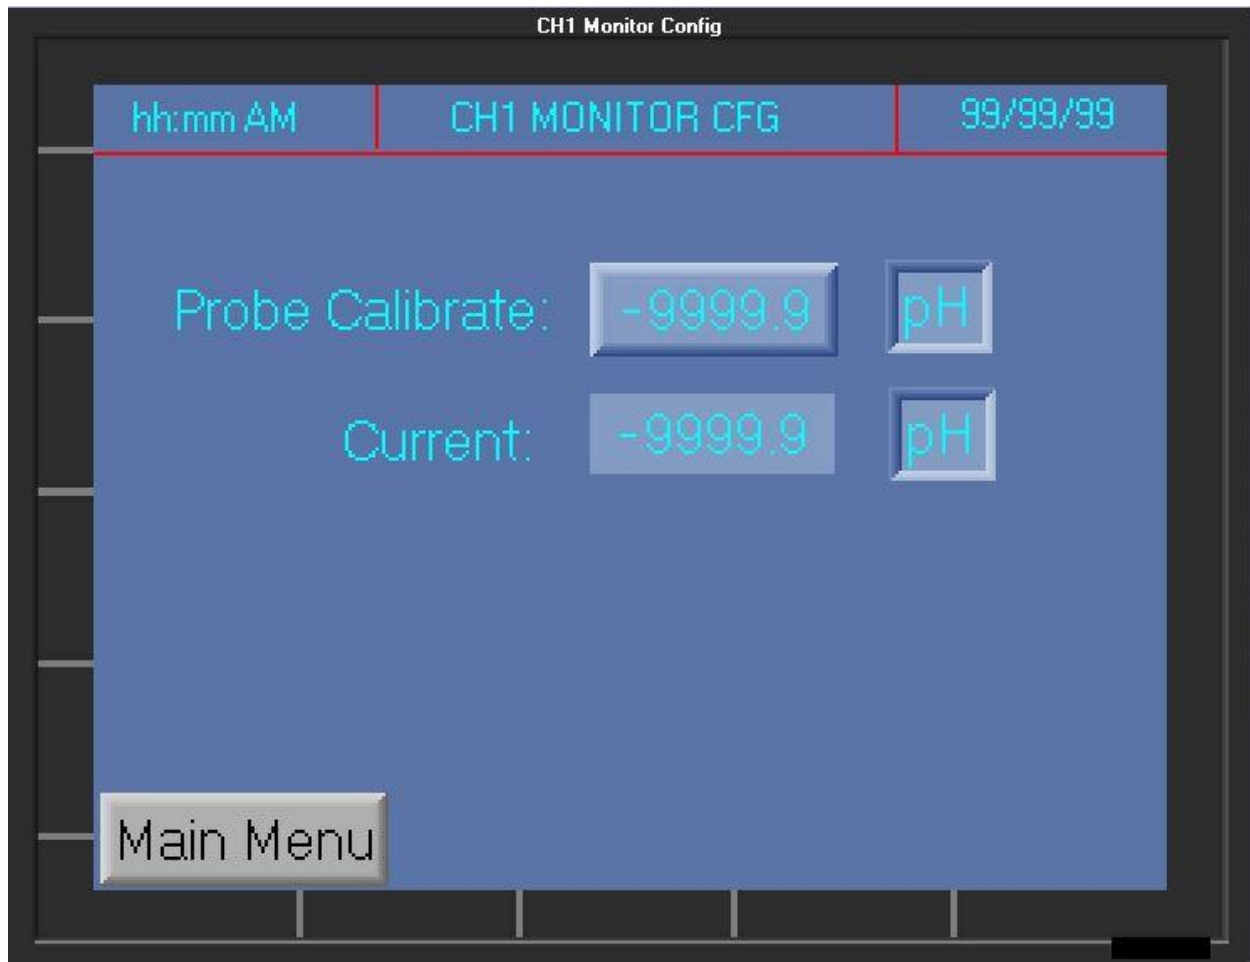 CH1 Monitor Config
hh:mm AM CH1 MONITOR CFG 99/99/99
Probe Calibrate: -9999.9 pH
Current: -9999.9 pH
Main Menu